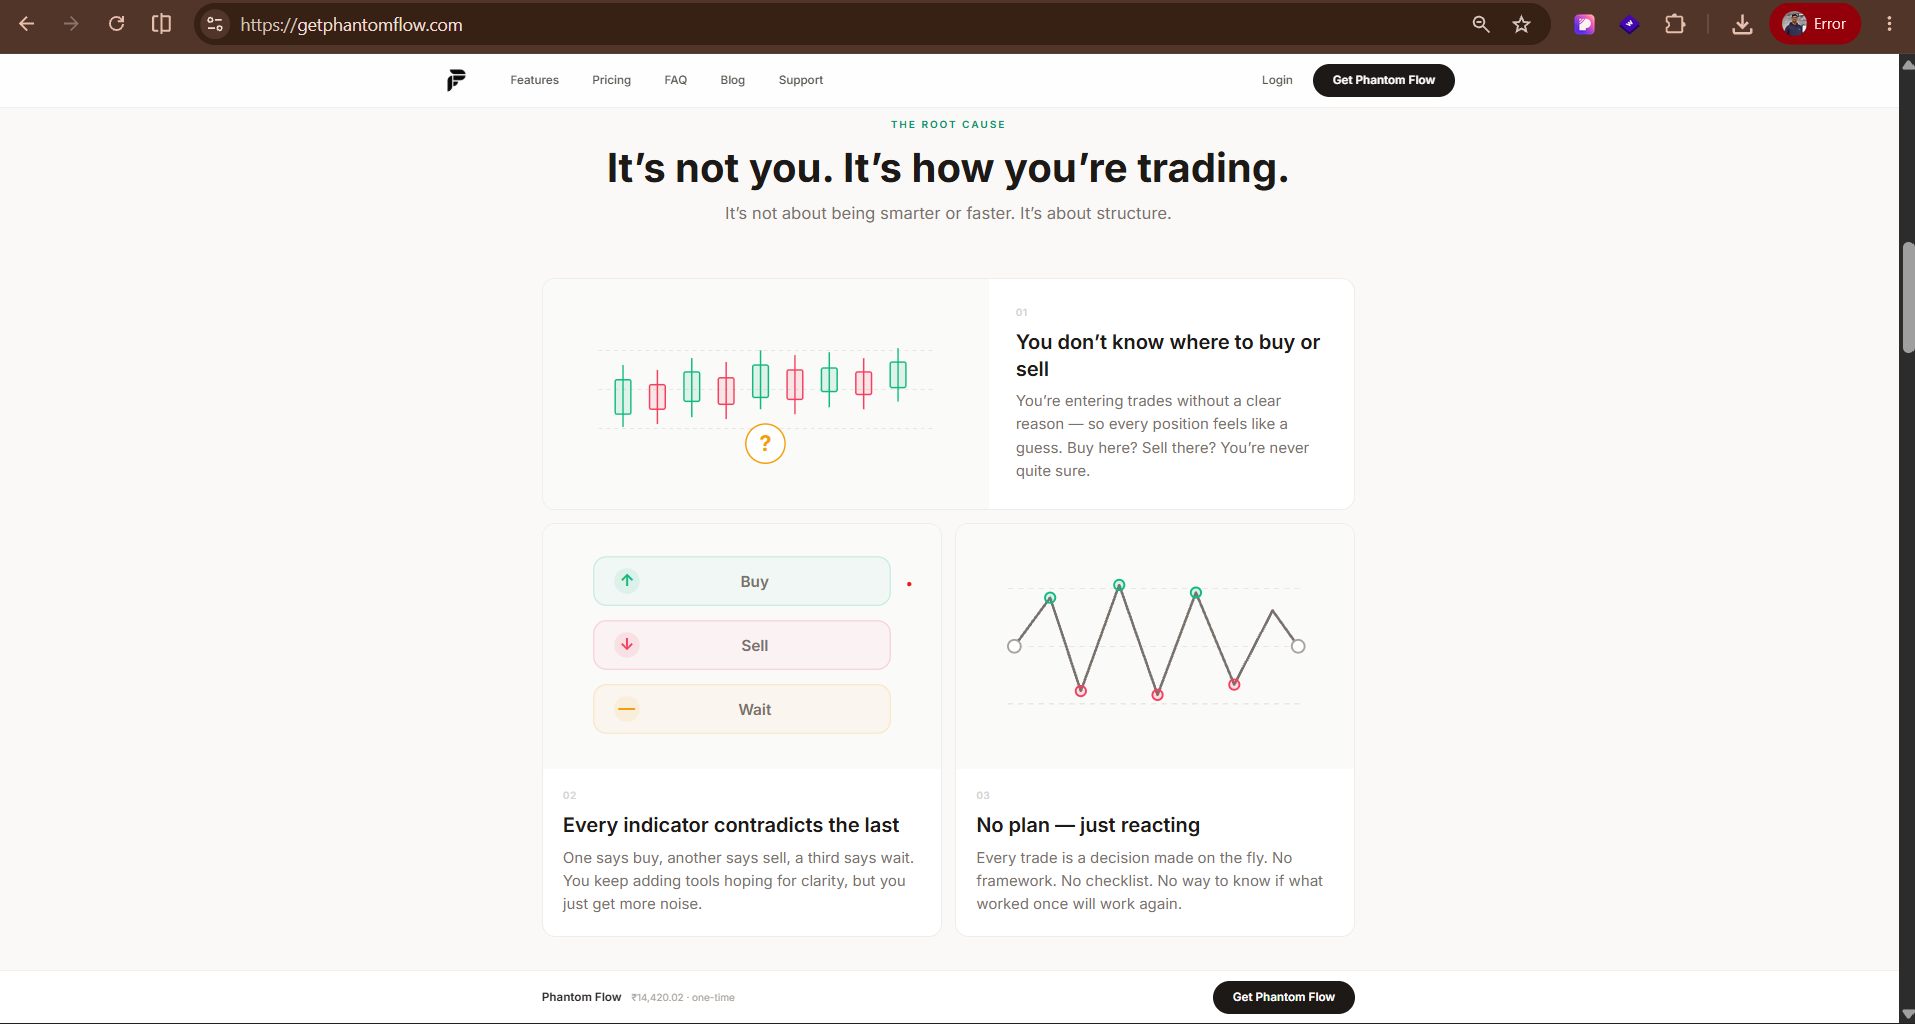 https://getphantomflow.com
Error
Features
Pricing
FAQ
Blog
Support
Login
Get Phantom Flow
THE ROOT CAUSE
It’s not you. It’s how you’re trading.
It’s not about being smarter or faster. It’s about structure.
?
01
You don’t know where to buy or
sell
You’re entering trades without a clear
reason — so every position feels like a
guess. Buy here? Sell there? You’re never
quite sure.
Buy
Sell
Wait
02
Every indicator contradicts the last
One says buy, another says sell, a third says wait.
You keep adding tools hoping for clarity, but you
just get more noise.
03
No plan — just reacting
Every trade is a decision made on the fly. No
framework. No checklist. No way to know if what
worked once will work again.
Phantom Flow ₹14,420.02 · one-time
Get Phantom Flow